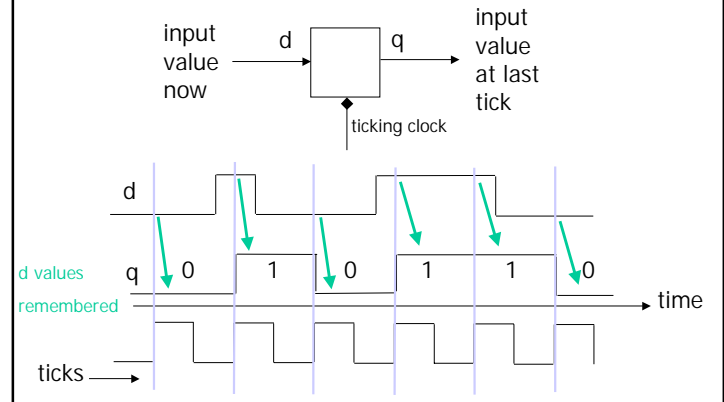 input
value
now
d
q
input
value
at last
tick
ticking clock
d
d values
remembered
q
0
1
0
1
1
0
time
ticks